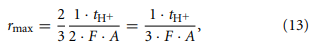 r_max = 2/3 1 · t_H+ / 2 · F · A = 1 · t_H+ / 3 · F · A, (13)